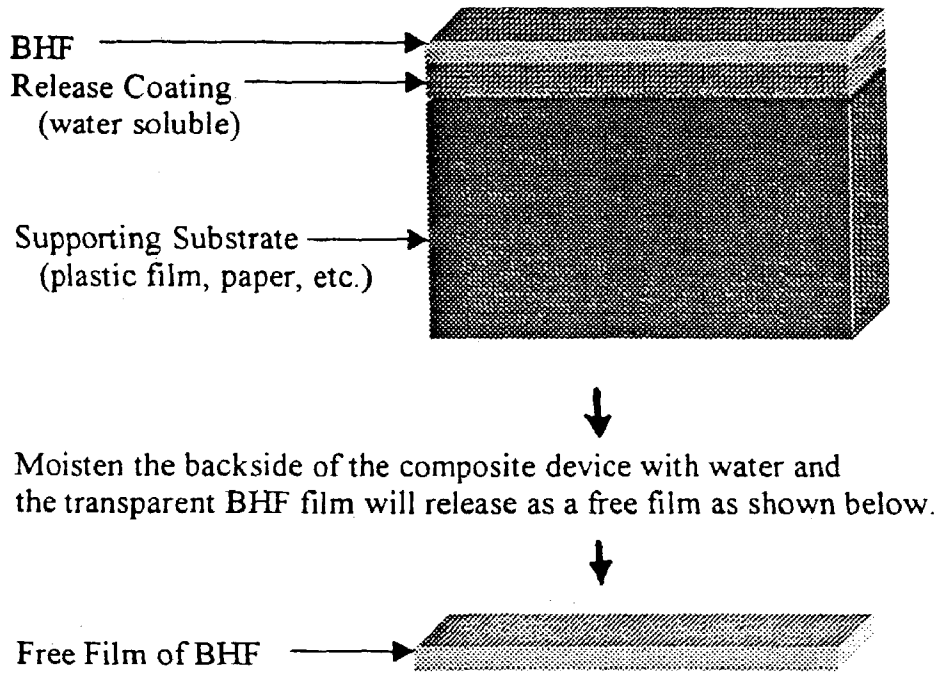 BHF
Release Coating
(water soluble)
Supporting Substrate
(plastic film, paper, etc.)
Moisten the backside of the composite device with water and
the transparent BHF film will release as a free film as shown below.
Free Film of BHF